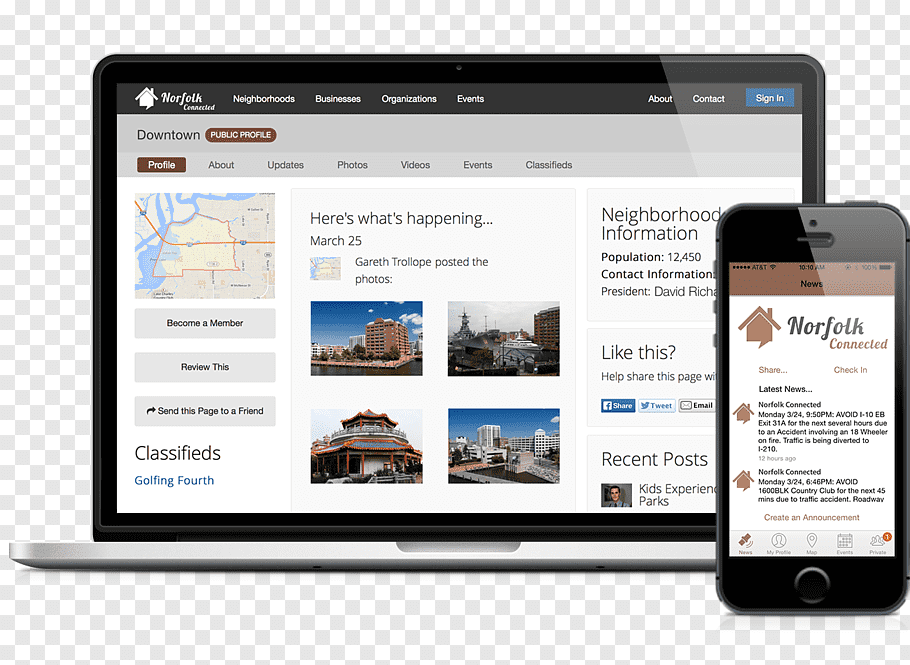 Norfolk
Connected
Neighborhoods Businesses Organizations Events About Contact Sign In
Downtown PUBLIC PROFILE
Profile About Updates Photos Videos Events Classifieds
Become a Member
Review This
Send this Page to a Friend
Classifieds
Golfing Fourth
Here's what's happening...
March 25
Gareth Trollope posted the
photos:
Neighborhood
Information
Population: 12,450
Contact Information:
President: David Richa
Like this?
Help share this page wit
Share Tweet Email
Recent Posts
Kids Experienc
Parks
AT&T 10:10 AM 100%
News
Norfolk
Connected
Share... Check In
Latest News...
Norfolk Connected
Monday 3/24, 9:50PM: AVOID I-10 EB
Exit 31A for the next several hours due
to an Accident involving an 18 Wheeler
on fire. Traffic is being diverted to
I-210.
12 hours ago
Norfolk Connected
Monday 3/24, 6:46PM: AVOID
1600BLK Country Club for the next 45
mins due to traffic accident. Roadway
Create an Announcement
1
News My Profile Map Events Private